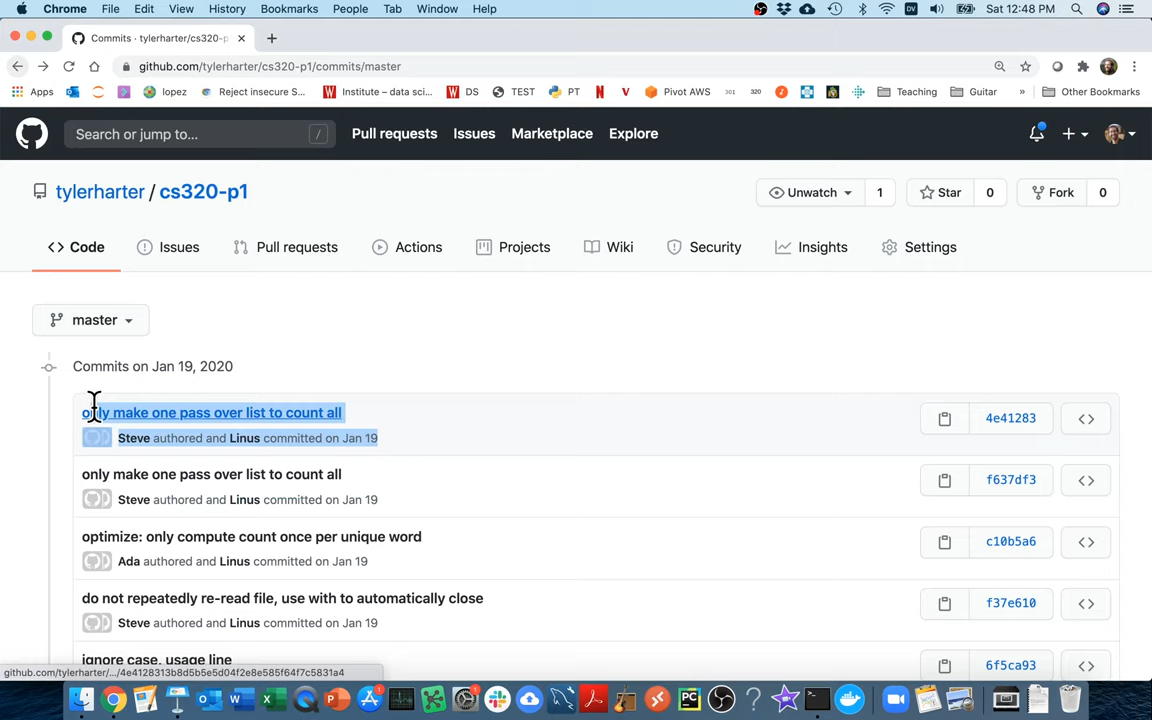 Chrome File Edit View History Bookmarks People Tab Window Help
DV
Sat 12:48 PM
Commits · tylerharter/cs320-p
github.com/tylerharter/cs320-p1/commits/master
Apps lopez Reject insecure S... Institute – data sci... DS TEST PT Pivot AWS 301 320 Teaching Guitar » Other Bookmarks
Search or jump to... / Pull requests Issues Marketplace Explore
tylerharter / cs320-p1
Unwatch 1 Star 0 Fork 0
Code Issues Pull requests Actions Projects Wiki Security Insights Settings
master
Commits on Jan 19, 2020
only make one pass over list to count all
Steve authored and Linus committed on Jan 19
4e41283
only make one pass over list to count all
Steve authored and Linus committed on Jan 19
f637df3
optimize: only compute count once per unique word
Ada authored and Linus committed on Jan 19
c10b5a6
do not repeatedly re-read file, use with to automatically close
Steve authored and Linus committed on Jan 19
f37e610
ignore case, usage line
6f5ca93
github.com/tylerharter/.../4e4128313b8d5b5e5d04f2e8e585f64f7c5831a4